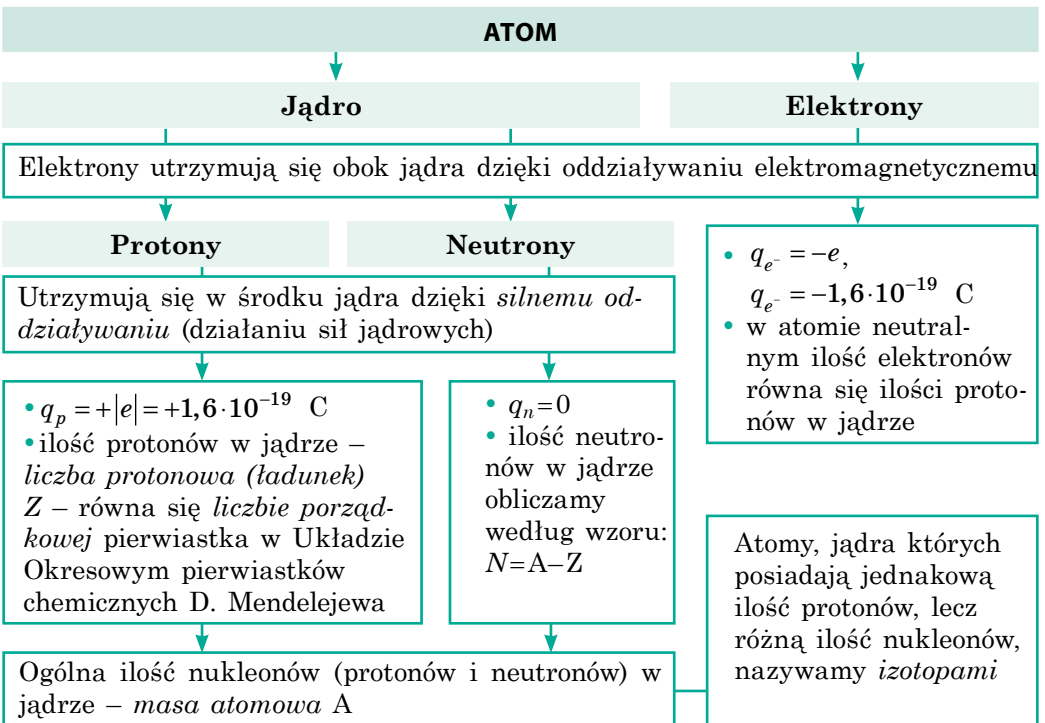 ATOM
Jądro
Elektrony
Elektrony utrzymują się obok jądra dzięki oddziaływaniu elektromagnetycznemu
Protony
Neutrony
Utrzymują się w środku jądra dzięki silnemu od-
działywaniu (działaniu sił jądrowych)
• q_{e^-} = −e,
q_{e^-} = −1,6·10^{−19} C
• w atomie neutral-
nym ilość elektronów
równa się ilości proto-
nów w jądrze
• q_p = +|e| = +1,6·10^{−19} C
• ilość protonów w jądrze –
liczba protonowa (ładunek)
Z – równa się liczbie porząd-
kowej pierwiastka w Układzie
Okresowym pierwiastków
chemicznych D. Mendelejewa
• q_n=0
• ilość neutro-
nów w jądrze
obliczamy
według wzoru:
N=A–Z
Atomy, jądra których
posiadają jednakową
ilość protonów, lecz
różną ilość nukleonów,
nazywamy izotopami
Ogólna ilość nukleonów (protonów i neutronów) w
jądrze – masa atomowa A